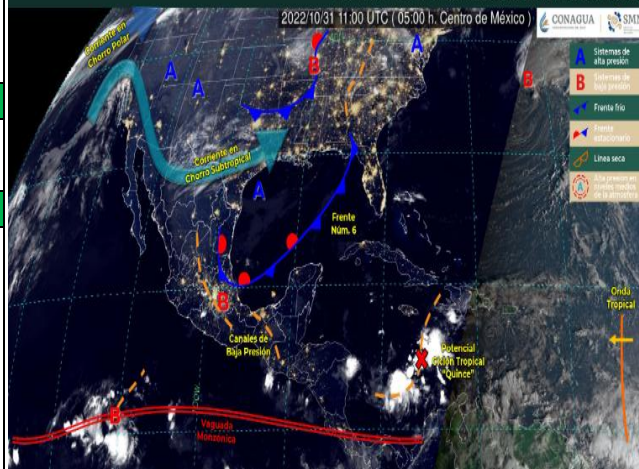 2022/10/31 11:00 UTC ( 05:00 h. Centro de México )
CONAGUA
SMN
Corriente en
Chorro Polar
A
A
A
B
A
B
A
Sistemas de
alta presión
B
Sistemas de
baja presión
Frente frío
Frente
estacionario
Línea seca
A
Alta presión en
niveles medios
de la atmósfera
Corriente en
Chorro Subtropical
A
Frente
Núm. 6
B
Canales de
Baja Presión
Onda
Tropical
X
Potencial
Ciclón Tropical
"Quince"
B
Vaguada
Monzónica